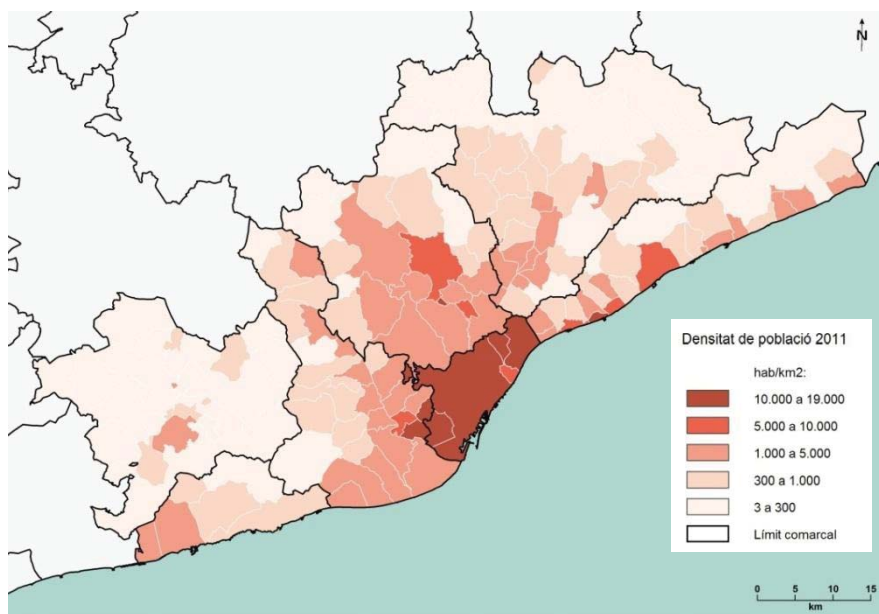 N
Densitat de població 2011
hab/km2:
10.000 a 19.000
5.000 a 10.000
1.000 a 5.000
300 a 1.000
3 a 300
Límit comarcal
0 5 10 15
km